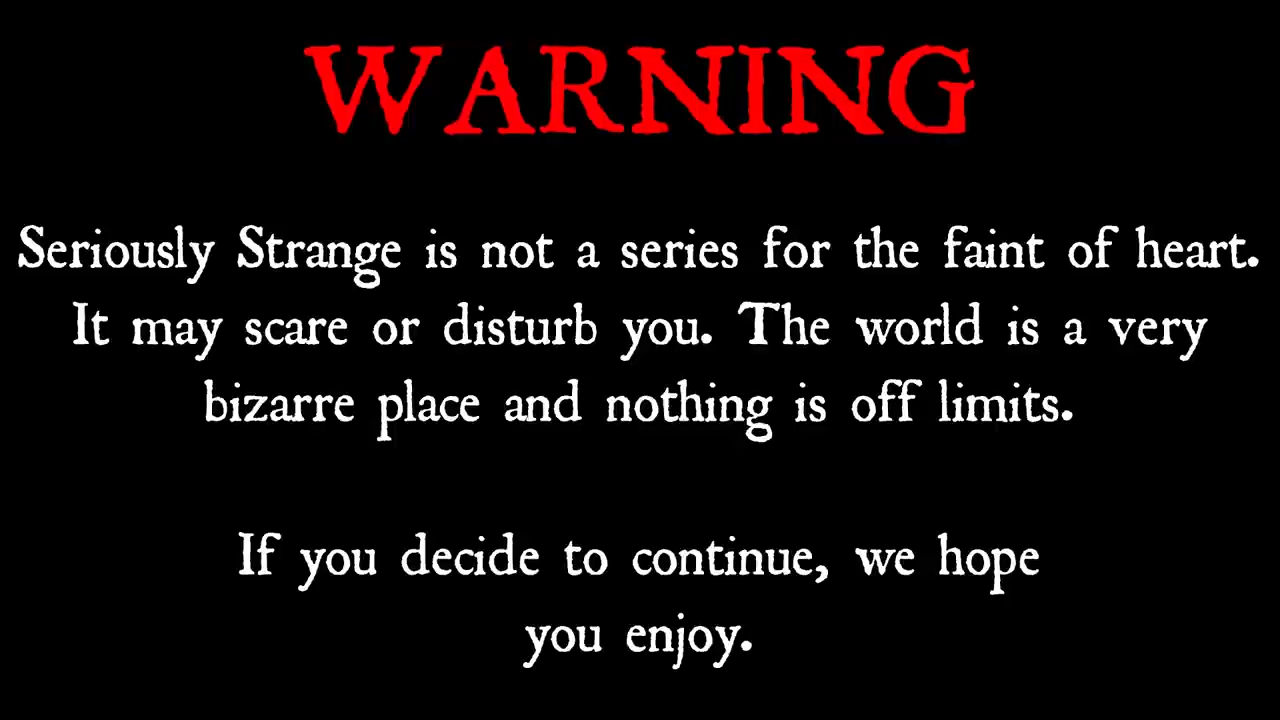 WARNING
Seriously Strange is not a series for the faint of heart.
It may scare or disturb you. The world is a very
bizarre place and nothing is off limits.
If you decide to continue, we hope
you enjoy.